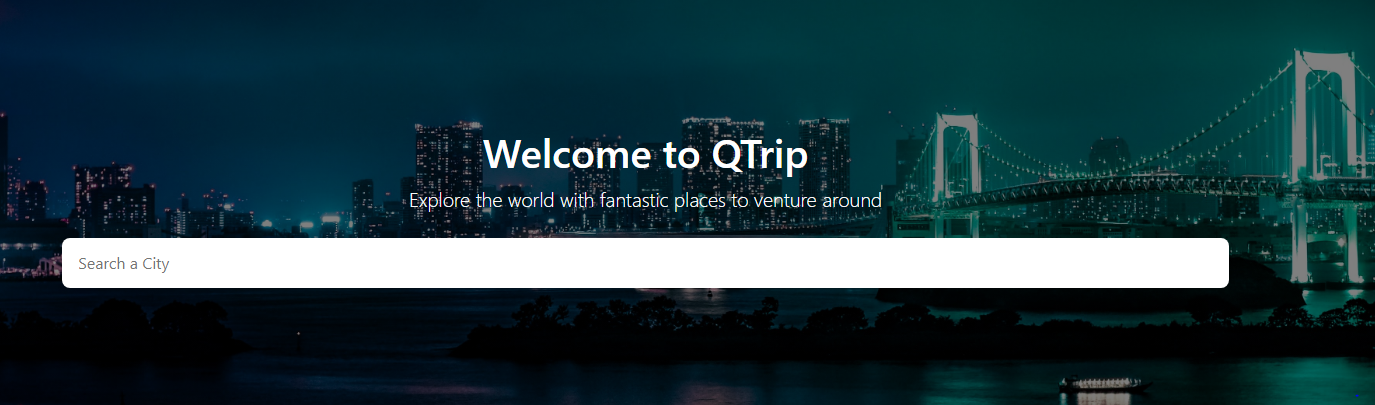 Welcome to QTrip
Explore the world with fantastic places to venture around
Search a City